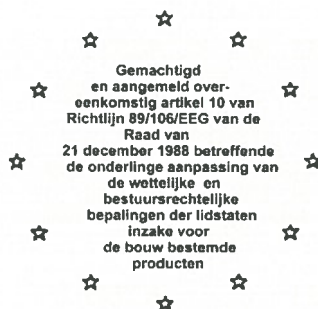 Gemachtigd
en aangemeld over-
eenkomstig artikel 10 van
Richtlijn 89/106/EEG van de
Raad van
21 december 1988 betreffende
de onderlinge aanpassing van
de wettelijke en
bestuursrechtelijke
bepalingen der lidstaten
inzake voor
de bouw bestemde
producten